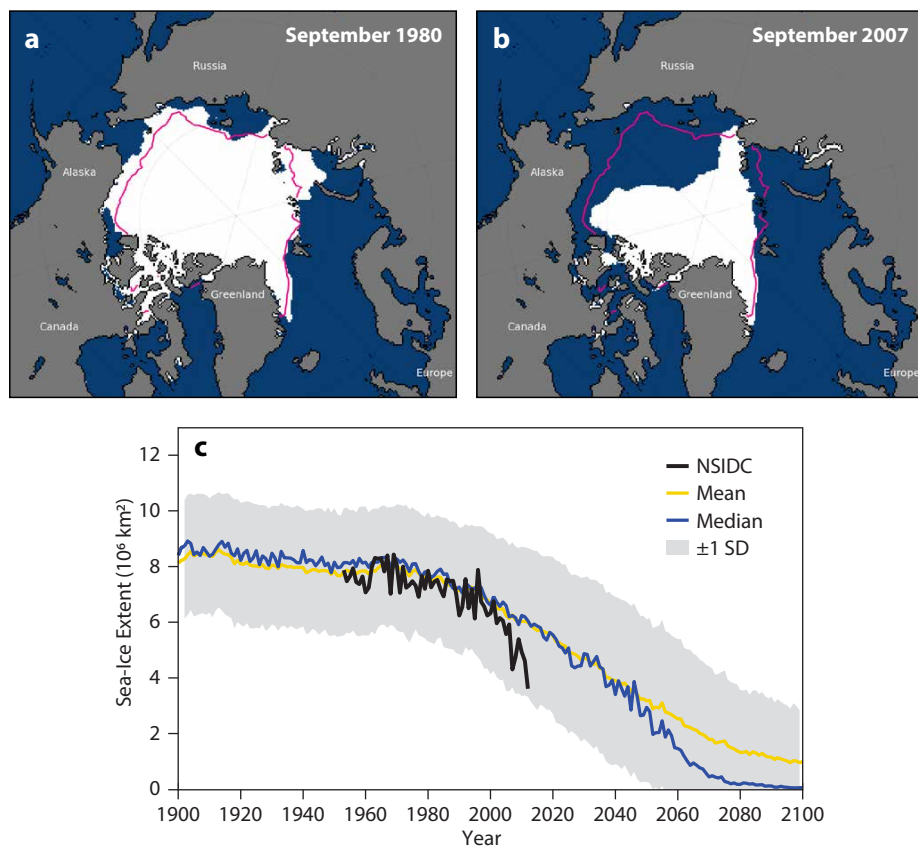 a
September 1980
Russia
Alaska
Greenland
Canada
Europe
b
September 2007
Russia
Alaska
Greenland
Canada
Europe
c
Sea-Ice Extent (10⁶ km²)
12
10
8
6
4
2
0
NSIDC
Mean
Median
±1 SD
1900 1920 1940 1960 1980 2000 2020 2040 2060 2080 2100
Year